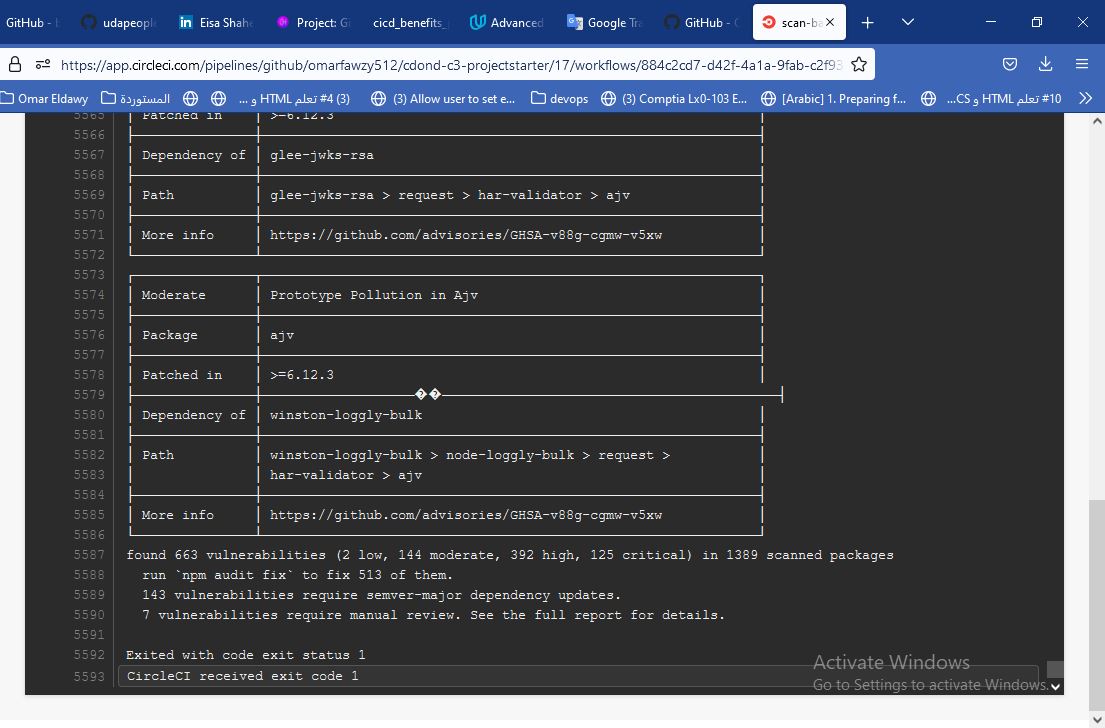 GitHub -
udapeople
Eisa Shahe
Project: G
cicd_benefits_
Advanced
Google Tra
GitHub -
scan-ba
https://app.circleci.com/pipelines/github/omarfawzy512/cdond-c3-projectstarter/17/workflows/884c2cd7-d42f-4a1a-9fab-c2f93
Omar Eldawy
المستوردة
(3) #4 تعلم HTML و ...
(3) Allow user to set e...
devops
(3) Comptia Lx0-103 E...
[Arabic] 1. Preparing f...
#10 تعلم HTML و CS...
5565 Patched in >=6.12.3
5566
5567 Dependency of glee-jwks-rsa
5568
5569 Path glee-jwks-rsa > request > har-validator > ajv
5570
5571 More info https://github.com/advisories/GHSA-v88g-cgmw-v5xw
5572
5573
5574 Moderate Prototype Pollution in Ajv
5575
5576 Package ajv
5577
5578 Patched in >=6.12.3
5579 ��
5580 Dependency of winston-loggly-bulk
5581
5582 Path winston-loggly-bulk > node-loggly-bulk > request >
5583 har-validator > ajv
5584
5585 More info https://github.com/advisories/GHSA-v88g-cgmw-v5xw
5586
5587 found 663 vulnerabilities (2 low, 144 moderate, 392 high, 125 critical) in 1389 scanned packages
5588 run `npm audit fix` to fix 513 of them.
5589 143 vulnerabilities require semver-major dependency updates.
5590 7 vulnerabilities require manual review. See the full report for details.
5591
5592 Exited with code exit status 1
5593 CircleCI received exit code 1
Activate Windows
Go to Settings to activate Windows.